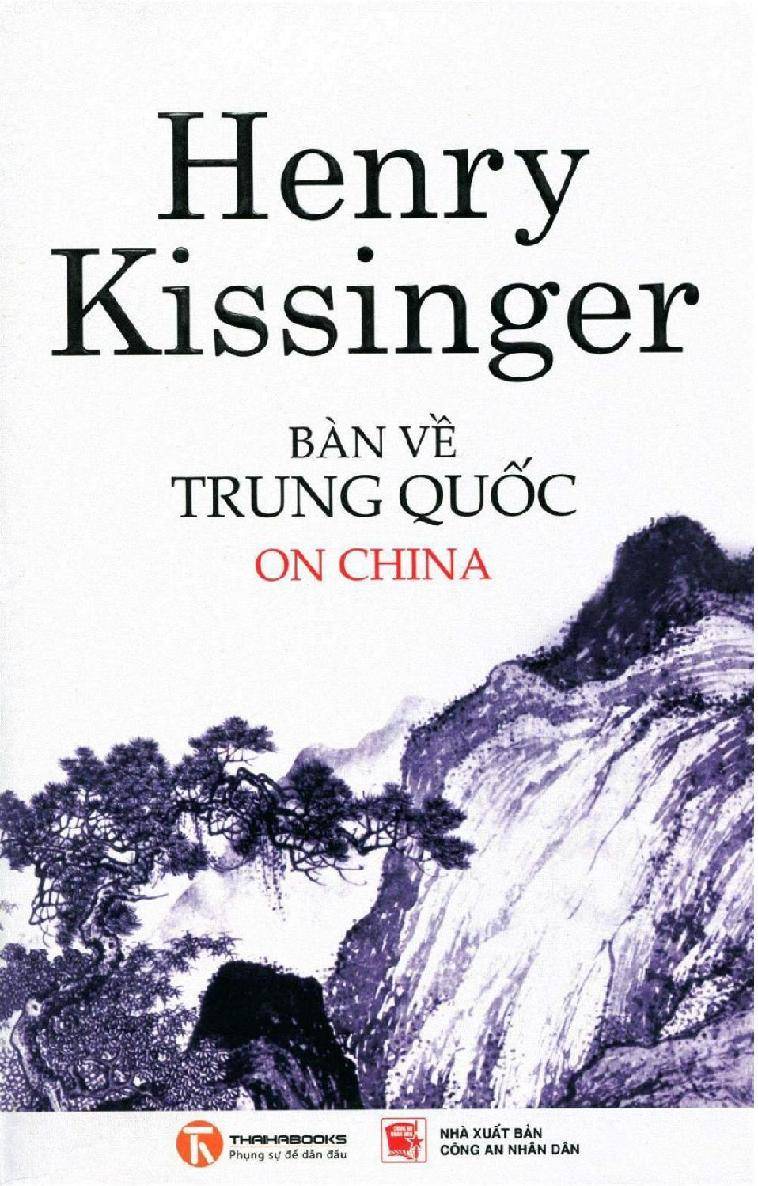 Henry
Kissinger
BÀN VỀ
TRUNG QUỐC
ON CHINA
THAIHABOOKS
Phụng sự để dẫn đầu
NHÀ XUẤT BẢN
CÔNG AN NHÂN DÂN